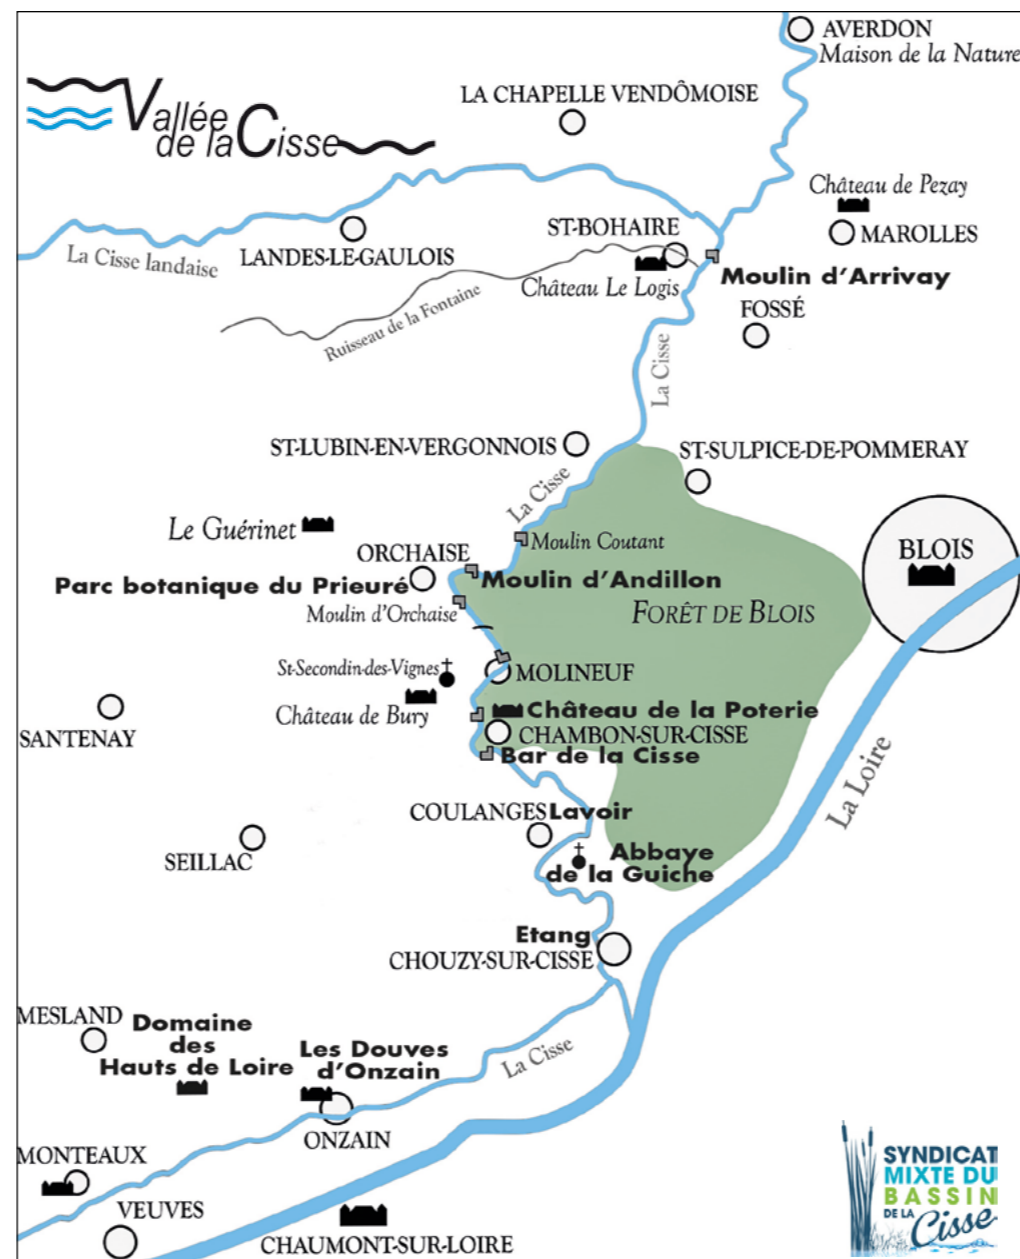 AVERDON
Maison de la Nature
Vallée
de la Cisse
LA CHAPELLE VENDÔMOISE
Château de Pezay
MAROLLES
ST-BOHAIRE
LANDES-LE-GAULOIS
La Cisse landaise
Château Le Logis
Moulin d'Arrivay
FOSSÉ
Ruisseau de la Fontaine
La Cisse
ST-LUBIN-EN-VERGONNOIS
ST-SULPICE-DE-POMMERAY
La Cisse
Le Guérinet
Moulin Coutant
ORCHAISE
BLOIS
Parc botanique du Prieuré
Moulin d'Andillon
Moulin d'Orchaise
FORÊT DE BLOIS
St-Secondin-des-Vignes
MOLINEUF
Château de Bury
Château de la Poterie
SANTENAY
CHAMBON-SUR-CISSE
Bar de la Cisse
La Loire
COULANGES Lavoir
SEILLAC
Abbaye
de la Guiche
Etang
CHOUZY-SUR-CISSE
MESLAND
Domaine
des
Hauts de Loire
Les Douves
d'Onzain
La Cisse
ONZAIN
MONTEAUX
VEUVES
CHAUMONT-SUR-LOIRE
SYNDICAT
MIXTE DU
BASSIN
DE LA
Cisse